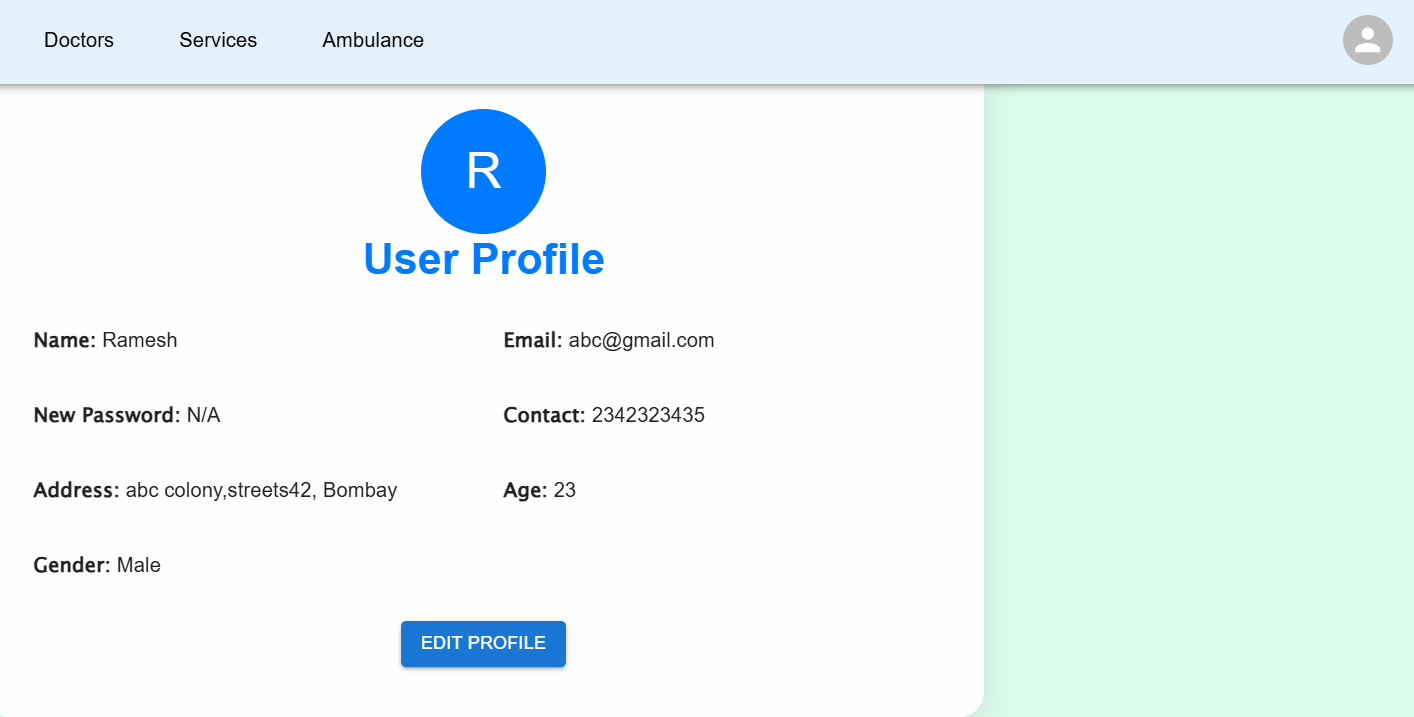 Doctors Services Ambulance
R
User Profile
Name: Ramesh Email: abc@gmail.com
New Password: N/A Contact: 2342323435
Address: abc colony,streets42, Bombay Age: 23
Gender: Male
EDIT PROFILE